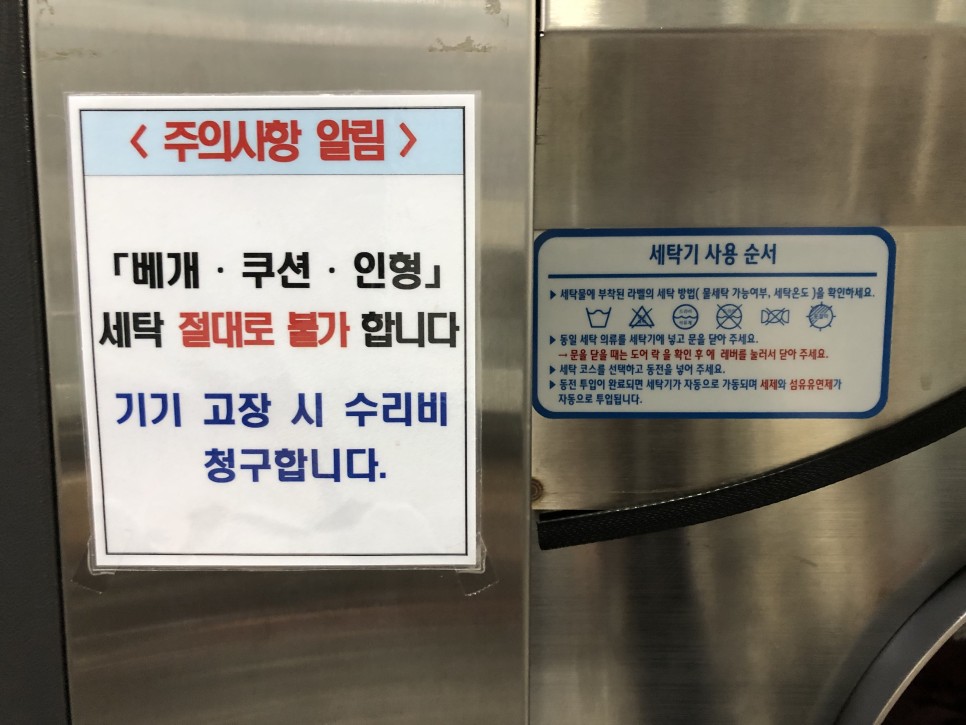 < 주의사항 알림 >
「베개 · 쿠션 · 인형」
세탁 절대로 불가 합니다
기기 고장 시 수리비
청구합니다.
세탁기 사용 순서
▶ 세탁물에 부착된 라벨의 세탁 방법( 물세탁 가능여부, 세탁온도 )을 확인하세요.
▶ 동일 세탁 의류를 세탁기에 넣고 문을 닫아 주세요.
→ 문을 닫을 때는 도어 락 을 확인 후 에 레버를 눌러서 닫아 주세요.
▶ 세탁 코스를 선택하고 동전을 넣어 주세요.
▶ 동전 투입이 완료되면 세탁기가 자동으로 가동되며 세제와 섬유유연제가
자동으로 투입됩니다.